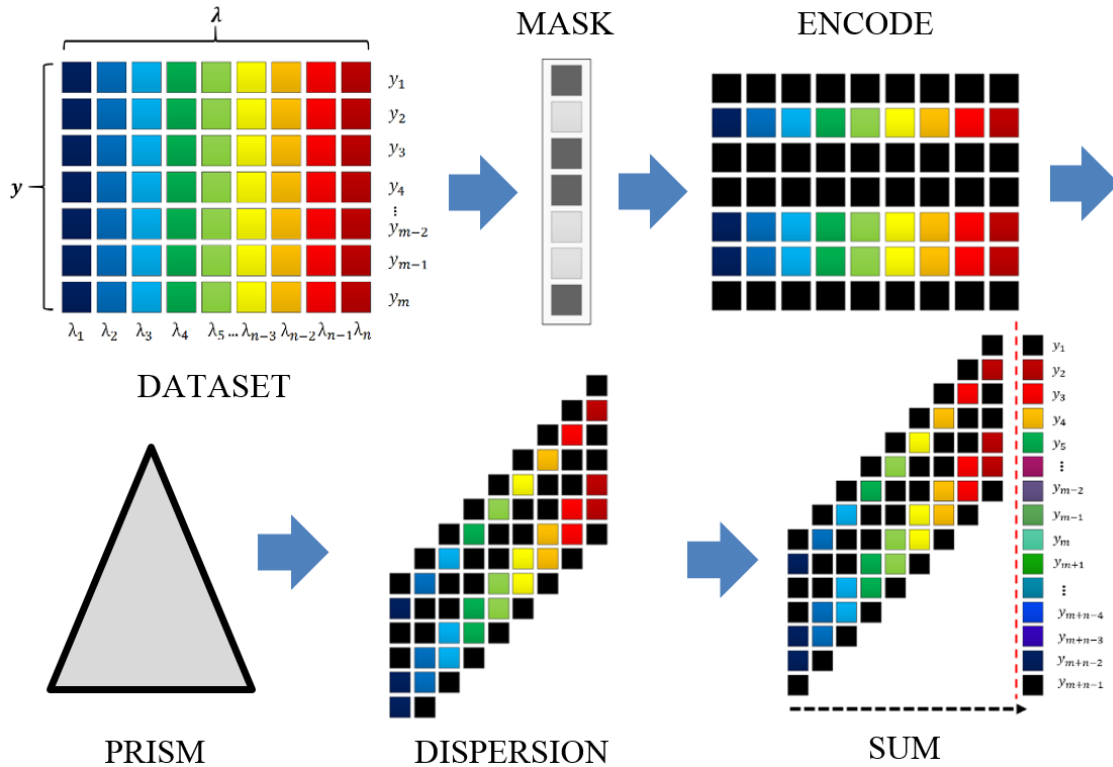 λ
MASK
ENCODE
y
y₁
y₂
y₃
y₄
⋮
yₘ₋₂
yₘ₋₁
yₘ
λ₁ λ₂ λ₃ λ₄ λ₅ ... λₙ₋₃ λₙ₋₂ λₙ₋₁ λₙ
DATASET
y₁
y₂
y₃
y₄
y₅
⋮
yₘ₋₂
yₘ₋₁
yₘ
yₘ₊₁
⋮
yₘ₊ₙ₋₄
yₘ₊ₙ₋₃
yₘ₊ₙ₋₂
yₘ₊ₙ₋₁
PRISM
DISPERSION
SUM